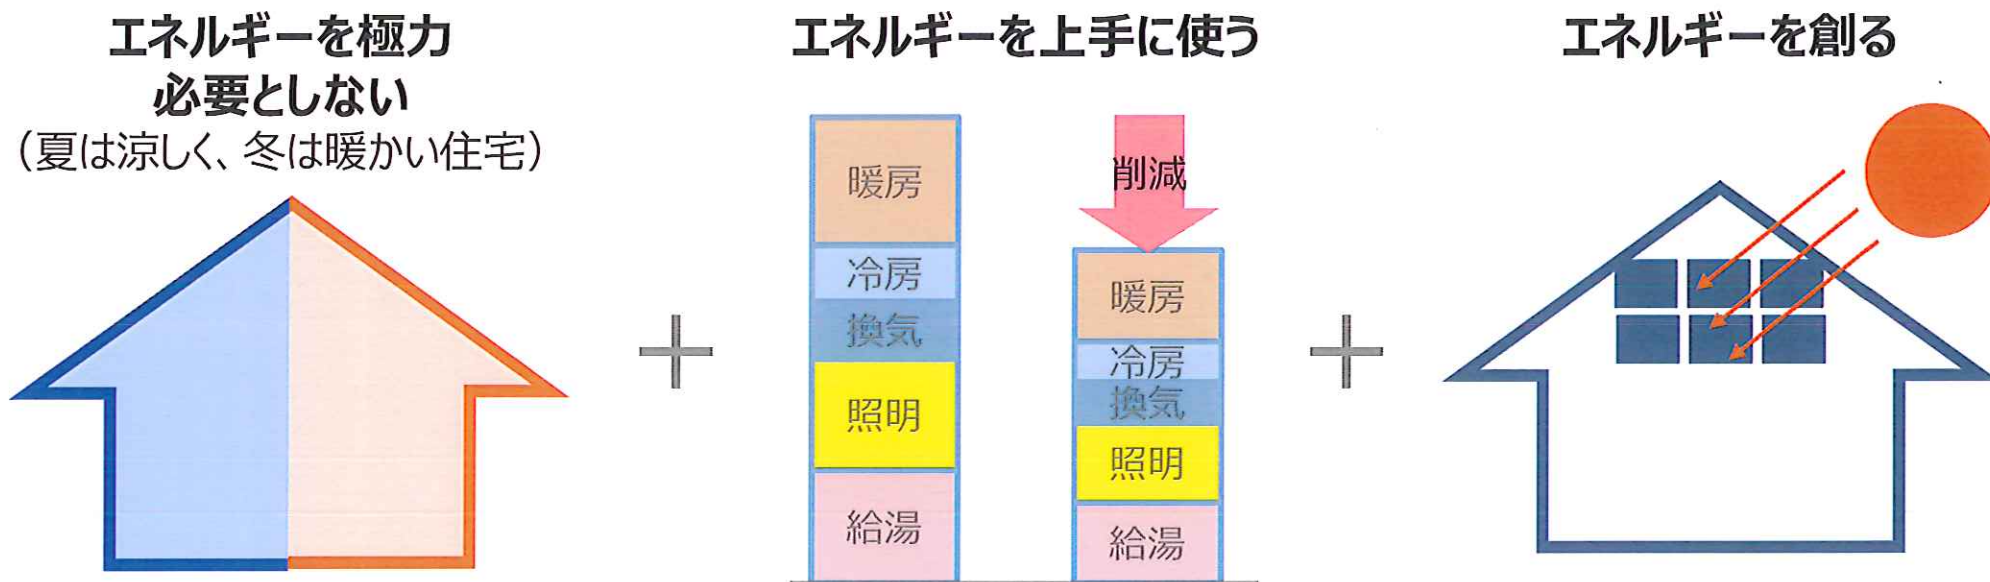 エネルギーを極力
必要としない
（夏は涼しく、冬は暖かい住宅）
エネルギーを上手に使う
暖房
冷房
換気
照明
給湯
削減
暖房
冷房
換気
照明
給湯
エネルギーを創る